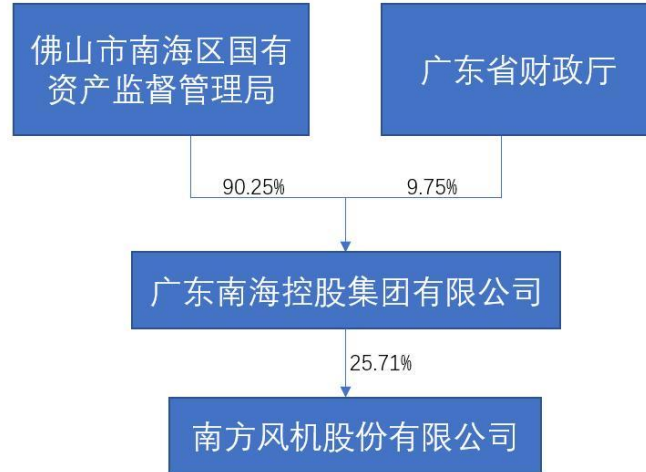 佛山市南海区国有
资产监督管理局
广东省财政厅
90.25%
9.75%
广东南海控股集团有限公司
25.71%
南方风机股份有限公司